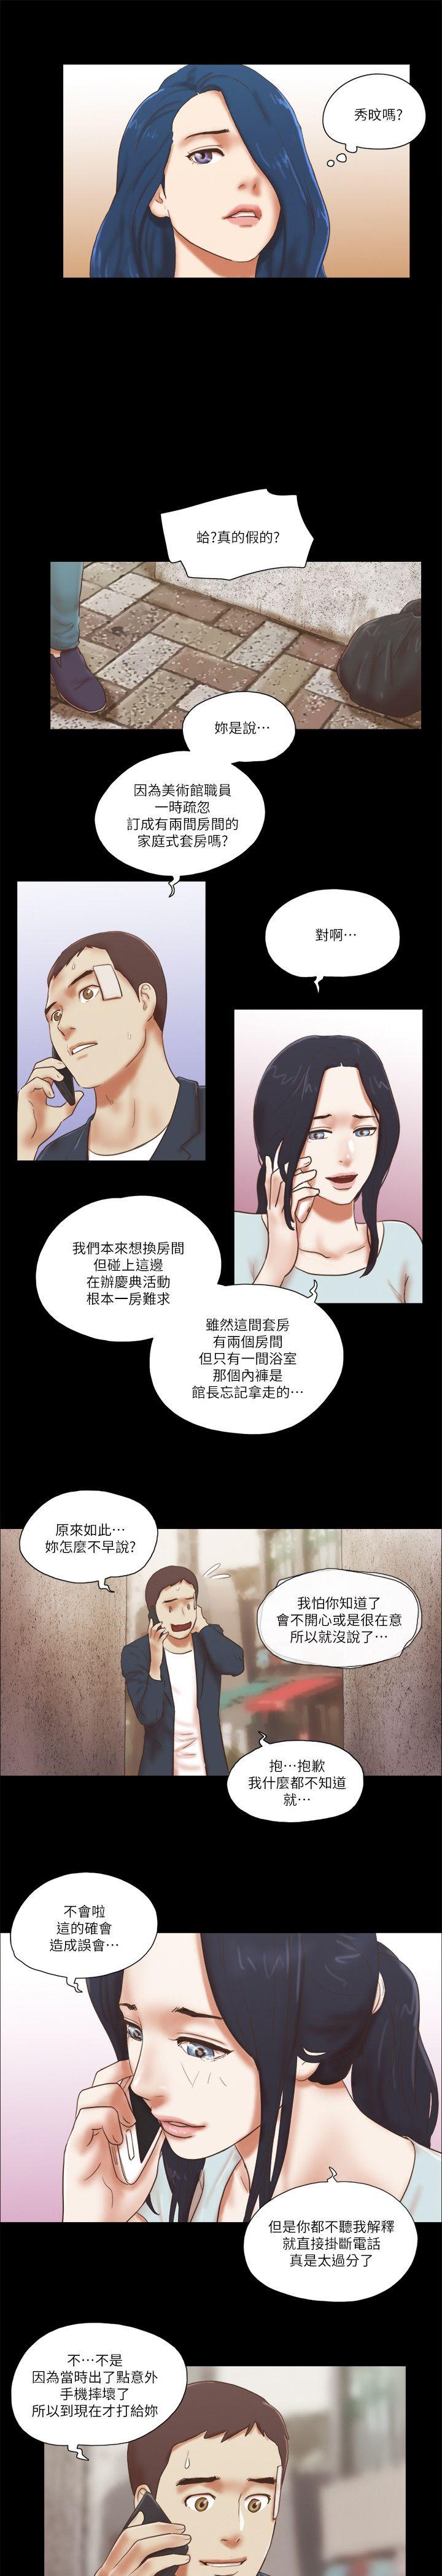 秀旼嗎?
蛤?真的假的?
妳是說…
因為美術館職員
一時疏忽
訂成有兩間房間的
家庭式套房嗎?
對啊…
我們本來想換房間
但碰上這邊
在辦慶典活動
根本一房難求
雖然這間套房
有兩個房間
但只有一間浴室
那個內褲是
館長忘記拿走的…
原來如此…
妳怎麼不早說?
我怕你知道了
會不開心或是很在意
所以就沒說了…
抱…抱歉
我什麼都不知道
就…
不會啦
這的確會
造成誤會…
但是你都不聽我解釋
就直接掛斷電話
真是太過分了
不…不是
因為當時出了點意外
手機摔壞了
所以到現在才打給妳